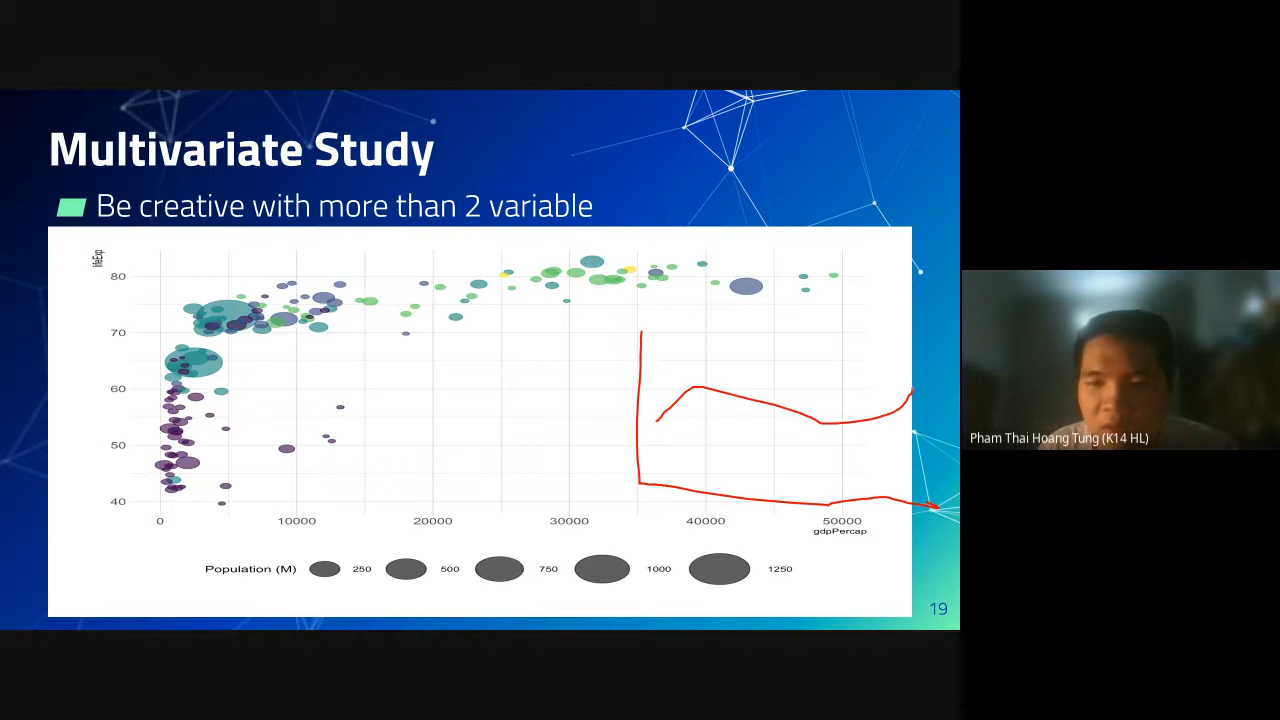 Multivariate Study
Be creative with more than 2 variable
lifeExp
80
70
60
50
40
0 10000 20000 30000 40000 50000
gdpPercap
Population (M) 250 500 750 1000 1250
19
Pham Thai Hoang Tung (K14 HL)